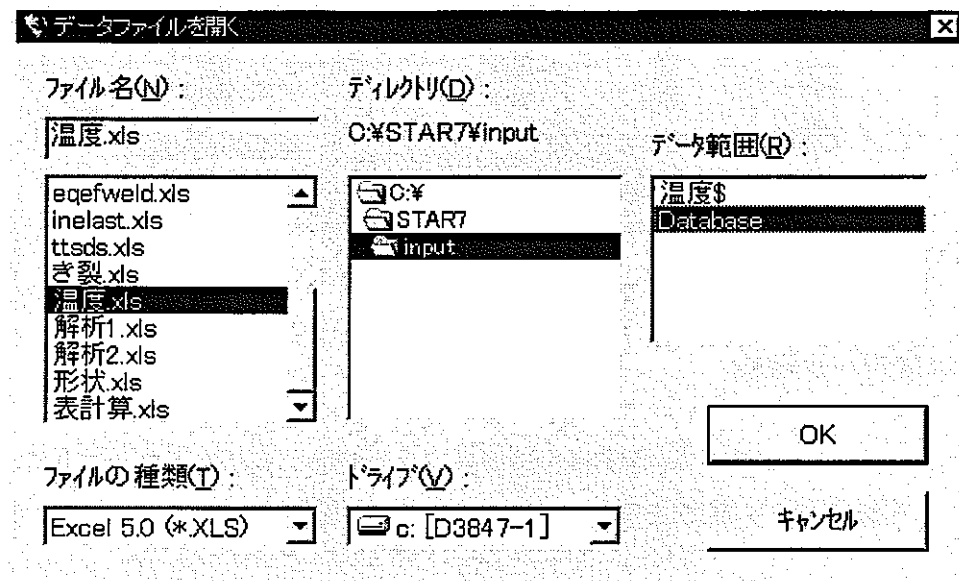 データファイルを開く
ファイル名(N):
温度.xls
eqefweld.xls
inelast.xls
ttsds.xls
き裂.xls
温度.xls
解析1.xls
解析2.xls
形状.xls
表計算.xls
ファイルの種類(T):
Excel 5.0 (*.XLS)
ディレクトリ(D):
C:¥STAR7¥input
C:¥
START7
input
ドライブ(V):
c: [D3847-1]
データ範囲(R):
温度$
Database
OK
キャンセル